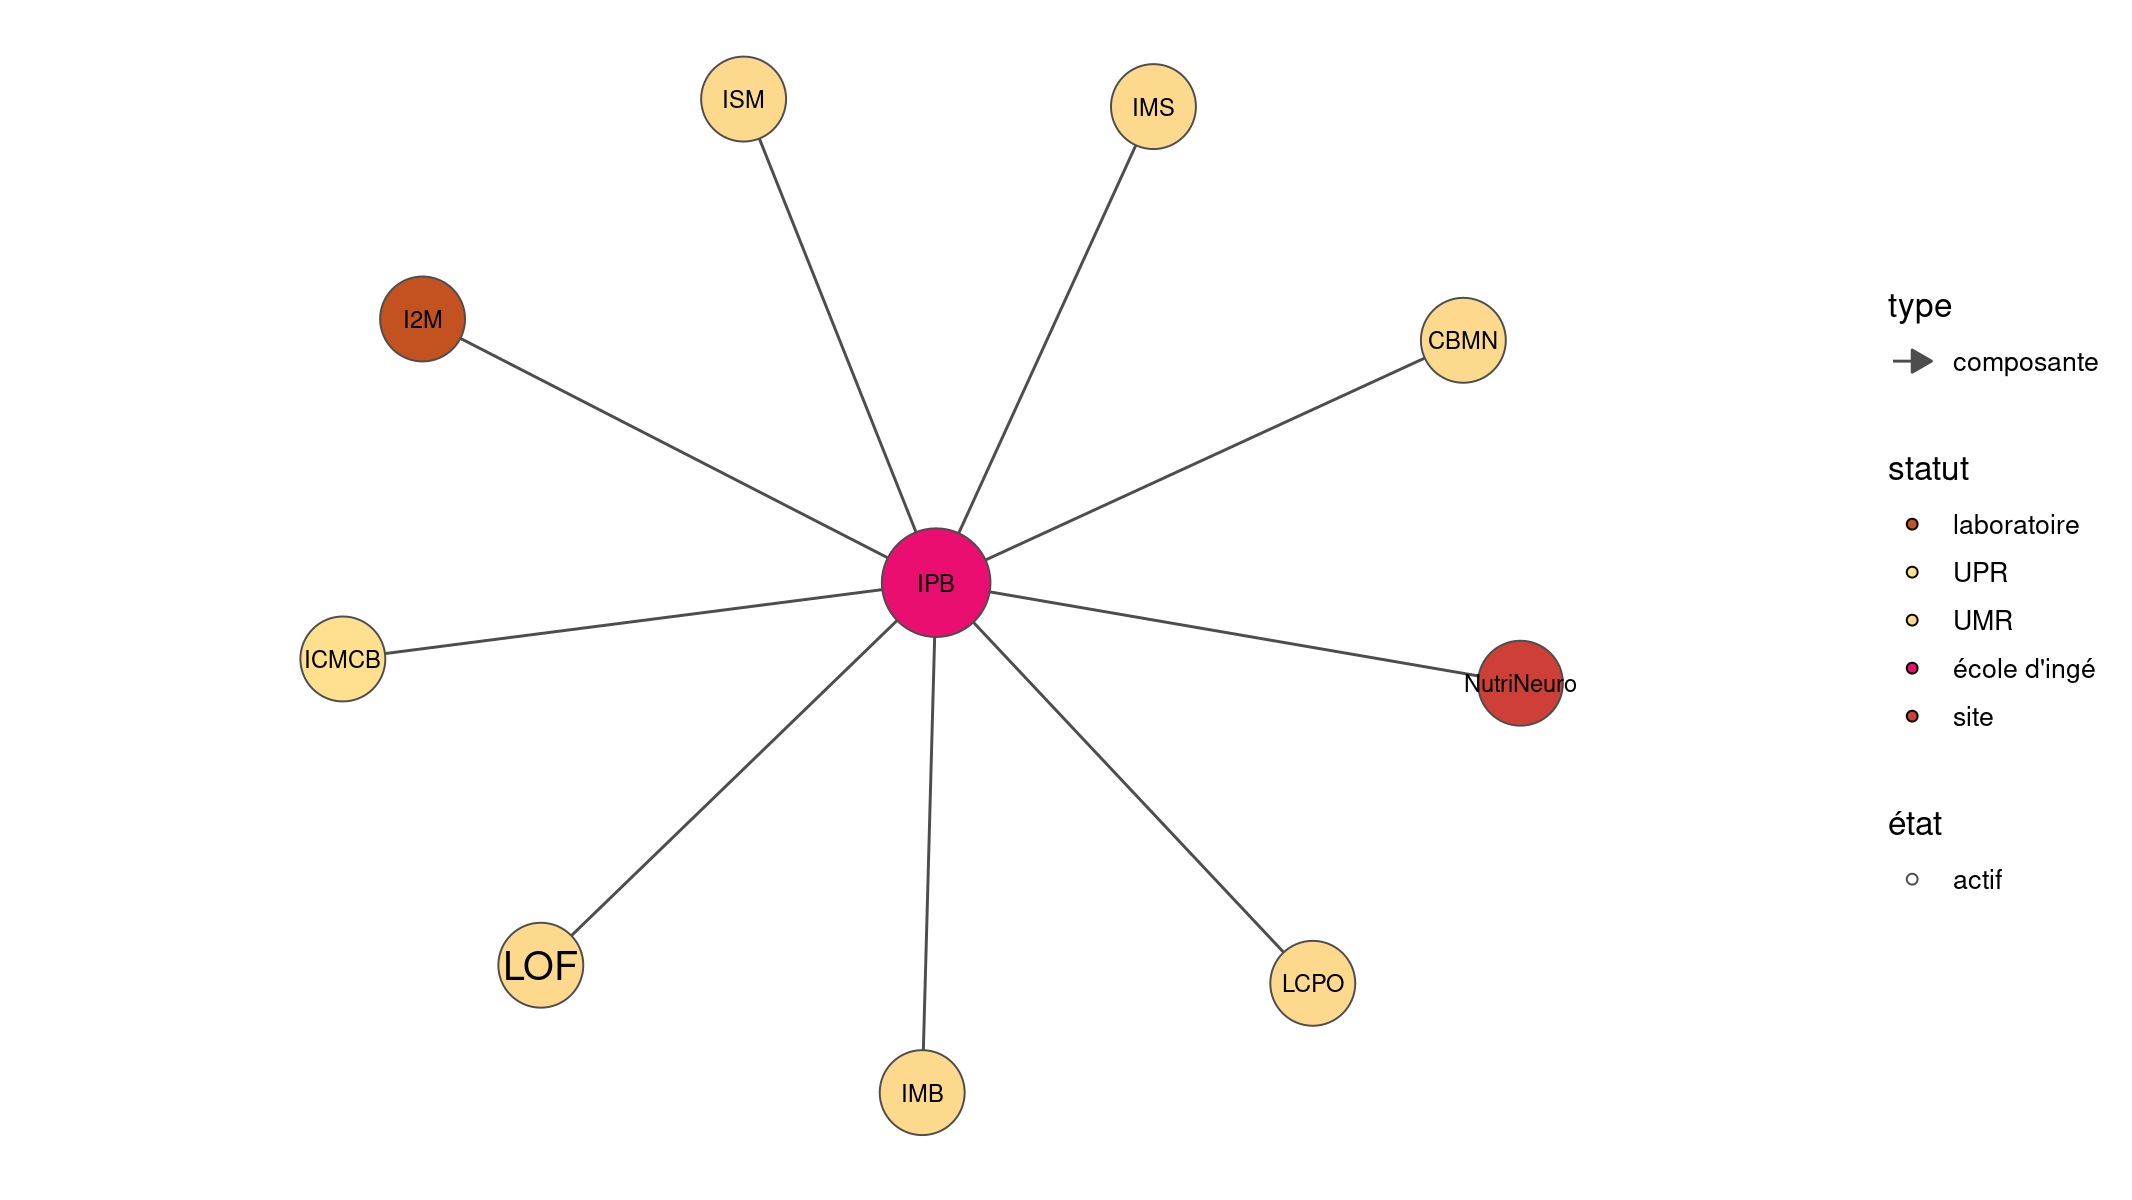 ISM
IMS
I2M
CBMN
IPB
ICMCB
NutriNeuro
LOF
LCPO
IMB
type
composante
statut
laboratoire
UPR
UMR
école d'ingé
site
état
actif